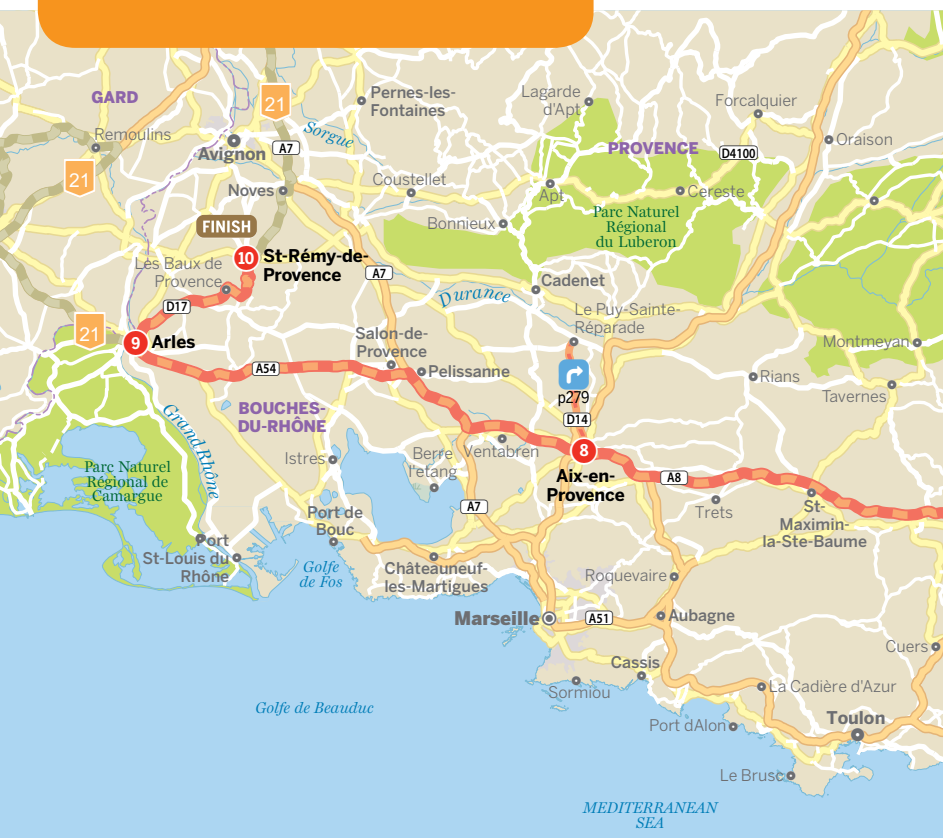 GARD
21
Pernes-les-
Fontaines
Lagarde
d'Apt
Forcalquier
Remoulins
Sorgue
Avignon
A7
PROVENCE
D4100
Oraison
21
Noves
Coustellet
Apt
Cereste
Bonnieux
Parc Naturel
Régional
du Luberon
FINISH
10
St-Rémy-de-
Provence
Les Baux de
Provence
A7
Cadenet
Durance
D17
Le Puy-Sainte-
Réparade
21
9
Arles
Salon-de-
Provence
Montmeyan
A54
Pelissanne
Rians
Tavernes
p279
BOUCHES-
DU-RHÔNE
D14
Grand Rhône
8
Ventabren
Istres
Berre
l'etang
Aix-en-
Provence
A8
Parc Naturel
Régional de
Camargue
Trets
St-
Maximin-
la-Ste-Baume
A7
Port de
Bouc
Port
St-Louis du
Rhône
Golfe
de Fos
Châteauneuf-
les-Martigues
Roquevaire
Marseille
A51
Aubagne
Cuers
Cassis
Sormiou
La Cadière d'Azur
Golfe de Beauduc
Port dAlon
Toulon
Le Brusc
MEDITERRANEAN
SEA